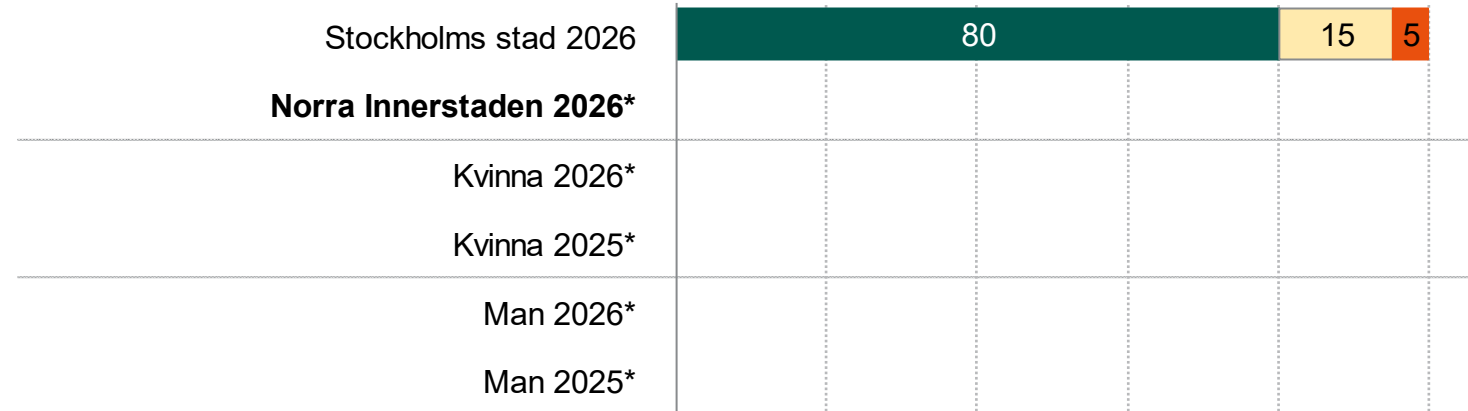 Stockholms stad 2026 80 15 5
Norra Innerstaden 2026*
Kvinna 2026*
Kvinna 2025*
Man 2026*
Man 2025*